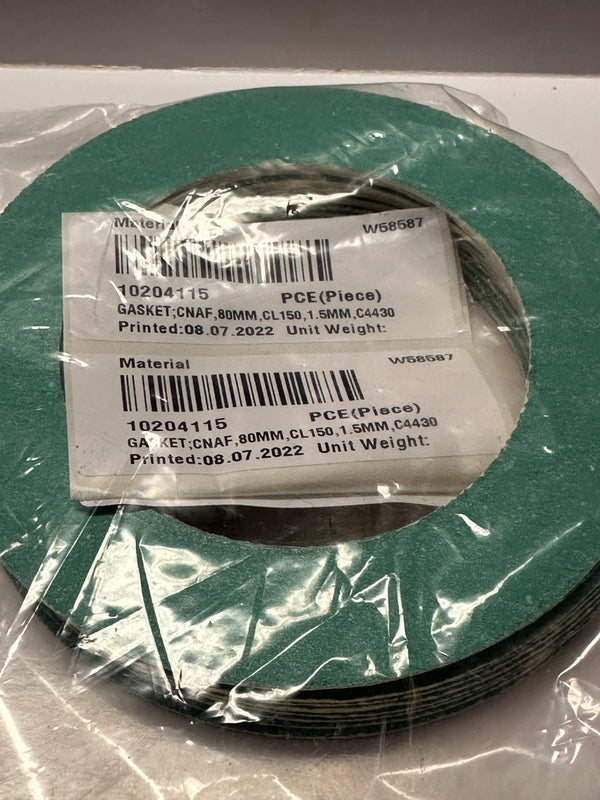 Material W58587
10204115 PCE(Piece)
GASKET;CNAF,80MM,CL150,1.5MM,C4430
Printed:08.07.2022 Unit Weight:
Material W58587
10204115 PCE(Piece)
GASKET;CNAF,80MM,CL150,1.5MM,C4430
Printed:08.07.2022 Unit Weight: